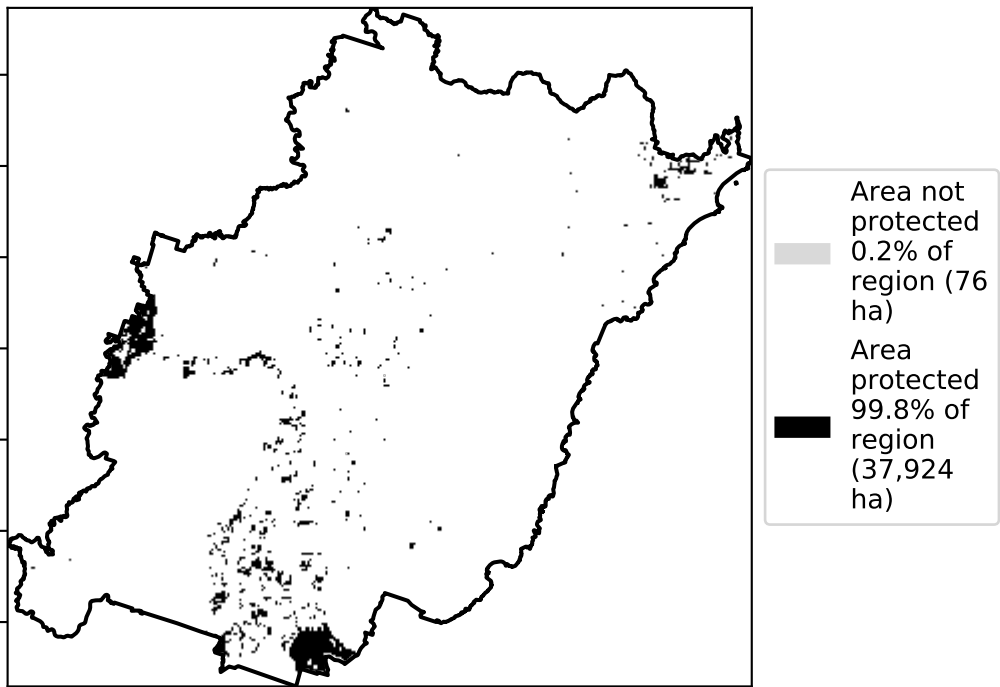 Area not
protected
0.2% of
region (76
ha)
Area
protected
99.8% of
region
(37,924
ha)